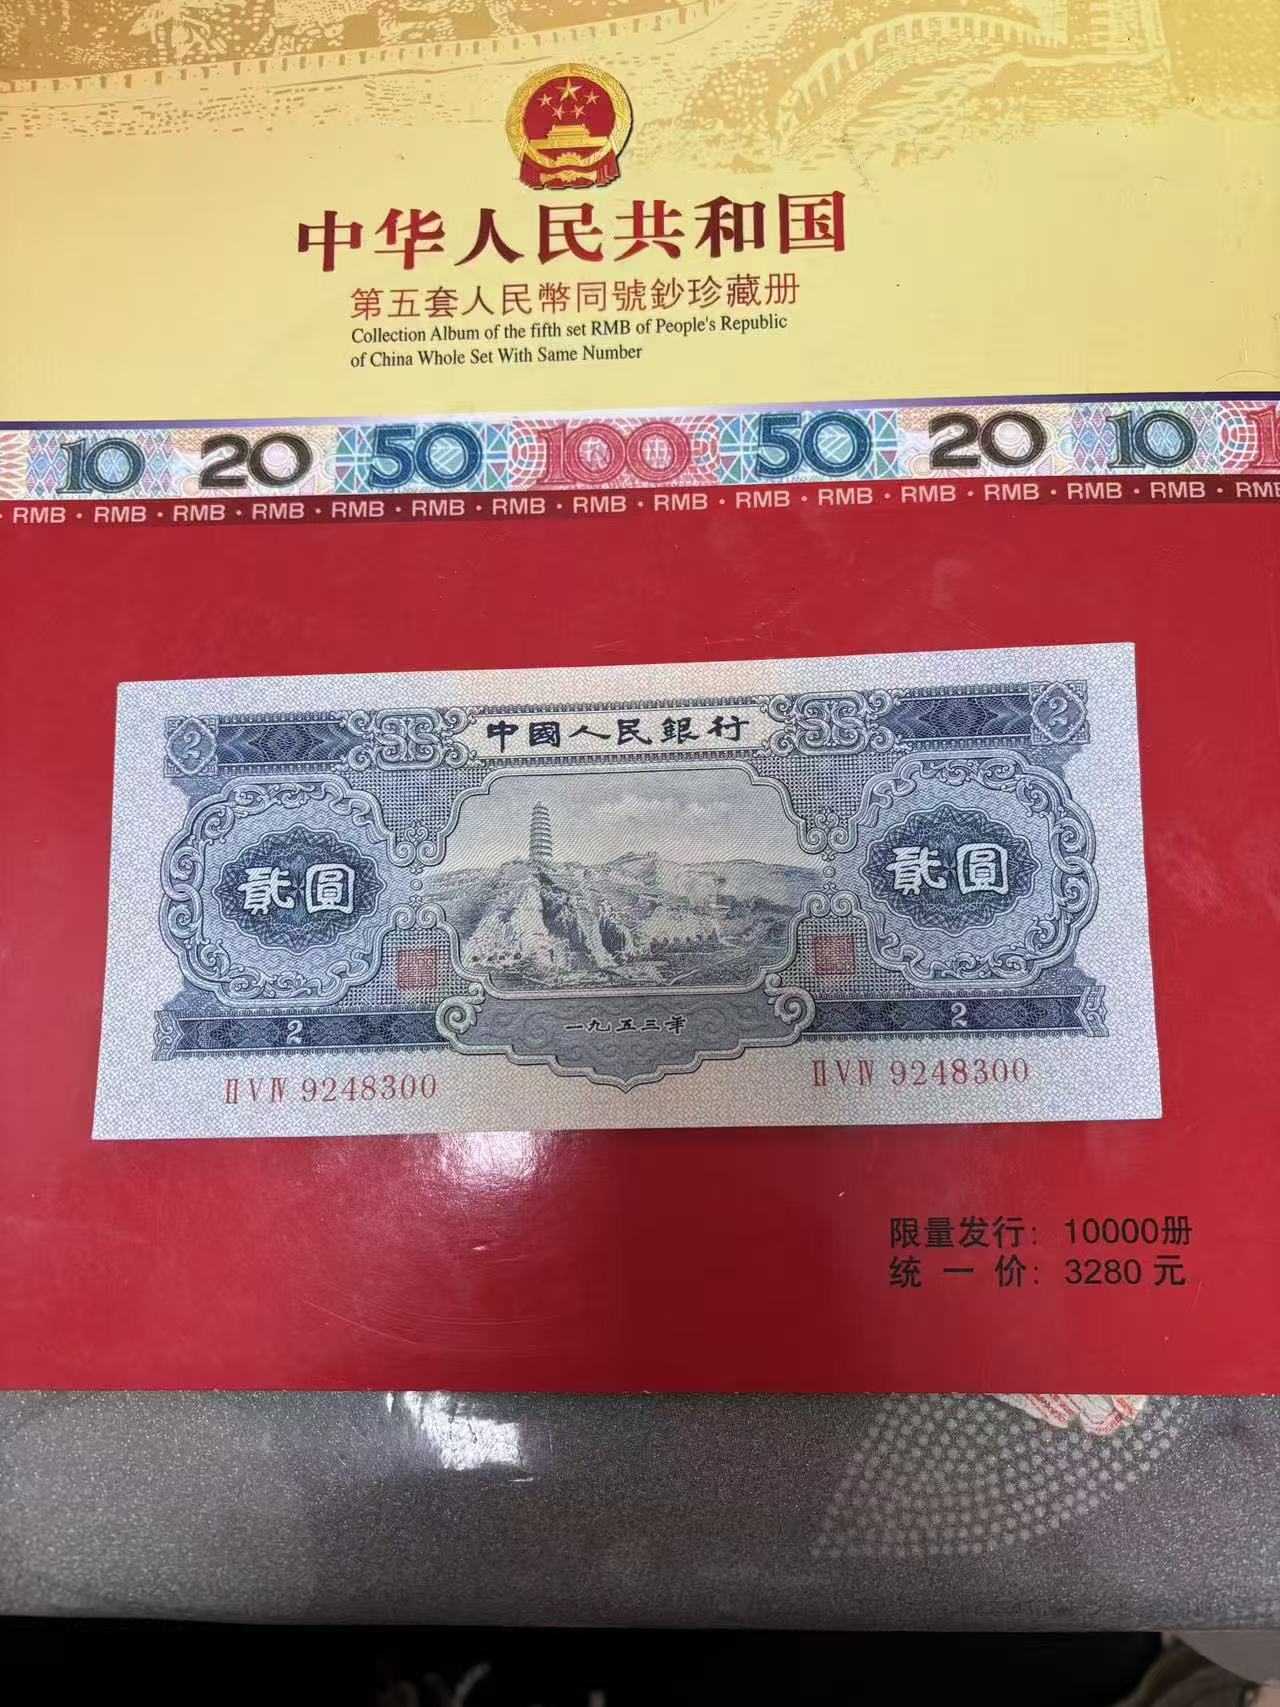 中华人民共和国
第五套人民幣同號鈔珍藏册
Collection Album of the fifth set RMB of People's Republic
of China Whole Set With Same Number
10 20 50 100 50 20 10 1
· RMB · RMB · RMB · RMB · RMB · RMB · RMB · RMB · RMB · RMB · RMB · RMB · RMB · RMB · RMB · RMB
2 中國人民銀行 2
貳圓 貳圓
2 一九五三年 2
ⅡⅤⅣ 9248300 ⅡⅤⅣ 9248300
限量发行：10000册
统一价：3280 元